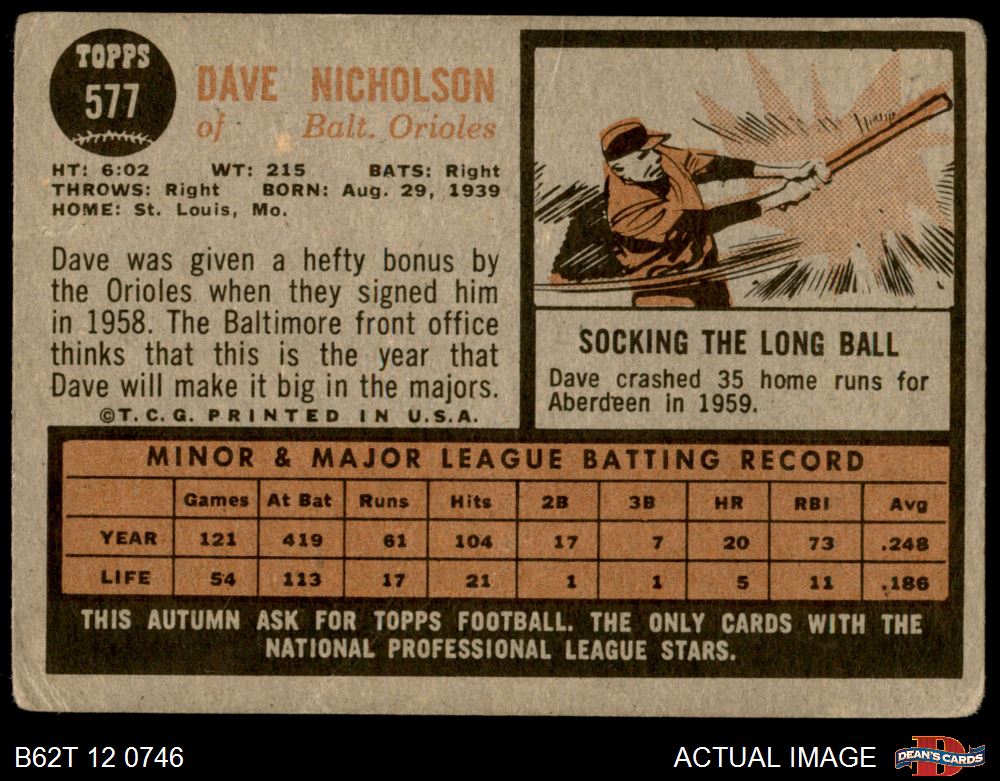 TOPPS
577
DAVE NICHOLSON
of Balt. Orioles
HT: 6:02 WT: 215 BATS: Right
THROWS: Right BORN: Aug. 29, 1939
HOME: St. Louis, Mo.
Dave was given a hefty bonus by
the Orioles when they signed him
in 1958. The Baltimore front office
thinks that this is the year that
Dave will make it big in the majors.
©T.C.G. PRINTED IN U.S.A.
SOCKING THE LONG BALL
Dave crashed 35 home runs for
Aberdeen in 1959.
MINOR & MAJOR LEAGUE BATTING RECORD
Games At Bat Runs Hits 2B 3B HR RBI Avg
YEAR 121 419 61 104 17 7 20 73 .248
LIFE 54 113 17 21 1 1 5 11 .186
THIS AUTUMN ASK FOR TOPPS FOOTBALL. THE ONLY CARDS WITH THE
NATIONAL PROFESSIONAL LEAGUE STARS.
B62T 12 0746 ACTUAL IMAGE D DEAN'S CARDS